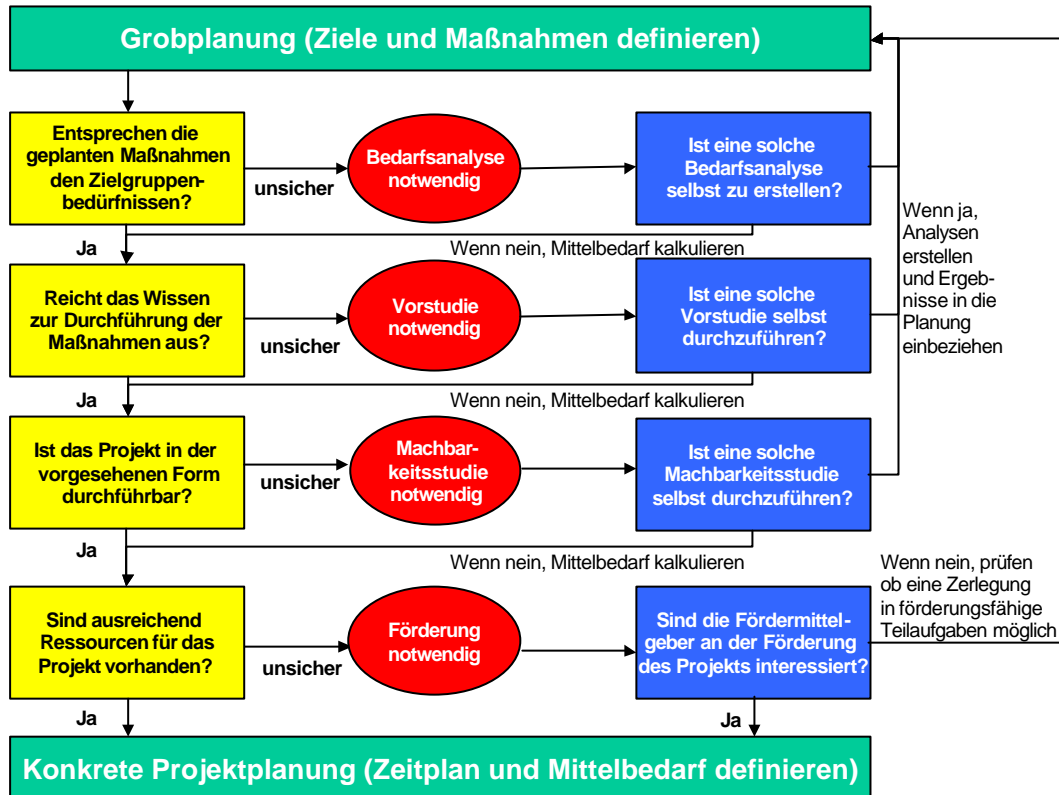 Grobplanung (Ziele und Maßnahmen definieren)
Entsprechen die
geplanten Maßnahmen
den Zielgruppen-
bedürfnissen?
unsicher
Bedarfsanalyse
notwendig
Ist eine solche
Bedarfsanalyse
selbst zu erstellen?
Wenn ja,
Analysen
erstellen
und Ergeb-
nisse in die
Planung
einbeziehen
Ja
Wenn nein, Mittelbedarf kalkulieren
Reicht das Wissen
zur Durchführung der
Maßnahmen aus?
unsicher
Vorstudie
notwendig
Ist eine solche
Vorstudie selbst
durchzuführen?
Ja
Wenn nein, Mittelbedarf kalkulieren
Ist das Projekt in der
vorgesehenen Form
durchführbar?
unsicher
Machbar-
keitsstudie
notwendig
Ist eine solche
Machbarkeitsstudie
selbst durchzuführen?
Ja
Wenn nein, Mittelbedarf kalkulieren
Sind ausreichend
Ressourcen für das
Projekt vorhanden?
unsicher
Förderung
notwendig
Sind die Fördermittel-
geber an der Förderung
des Projekts interessiert?
Wenn nein, prüfen
ob eine Zerlegung
in förderungsfähige
Teilaufgaben möglich
Ja
Ja
Konkrete Projektplanung (Zeitplan und Mittelbedarf definieren)